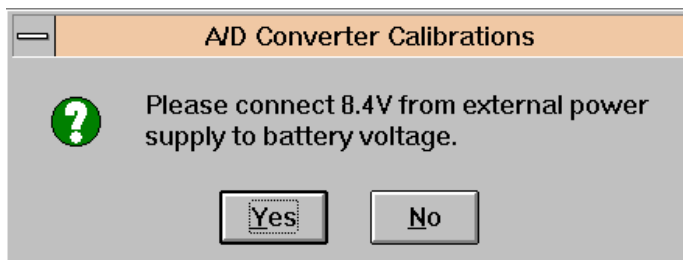 A/D Converter Calibrations
Please connect 8.4V from external power
supply to battery voltage.
Yes No